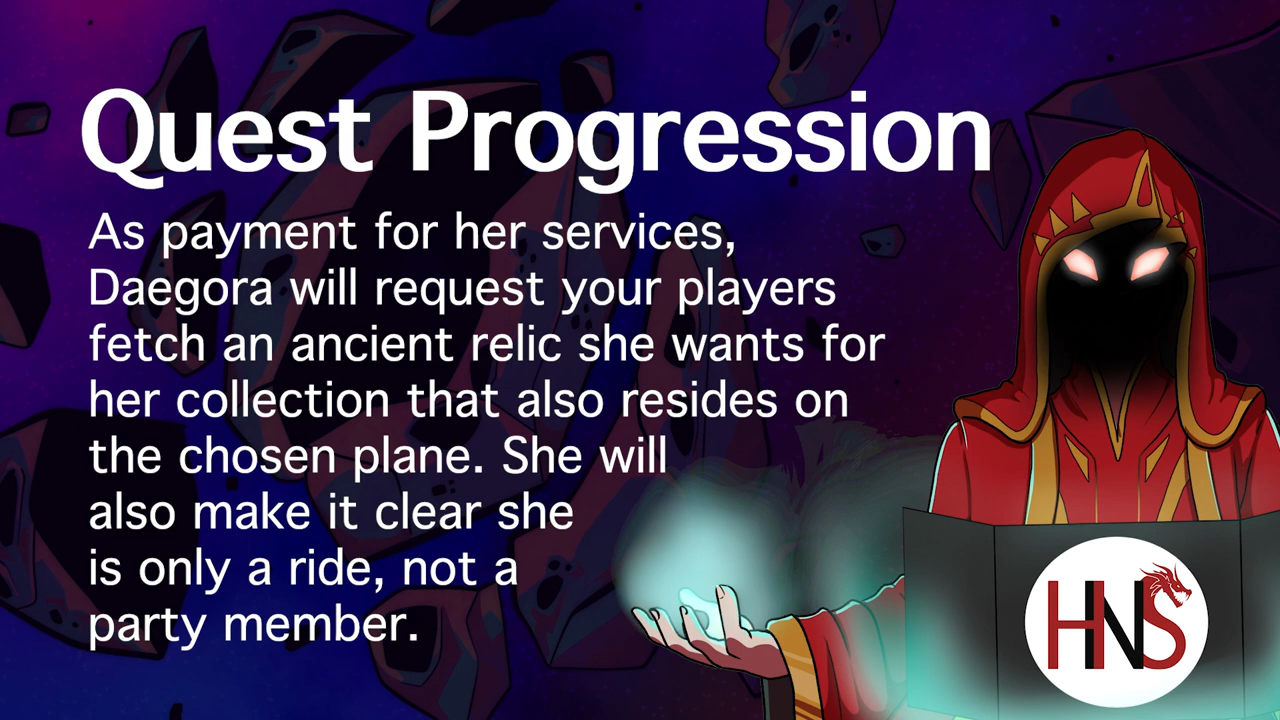 Quest Progression
As payment for her services,
Daegora will request your players
fetch an ancient relic she wants for
her collection that also resides on
the chosen plane. She will
also make it clear she
is only a ride, not a
party member.
HNS